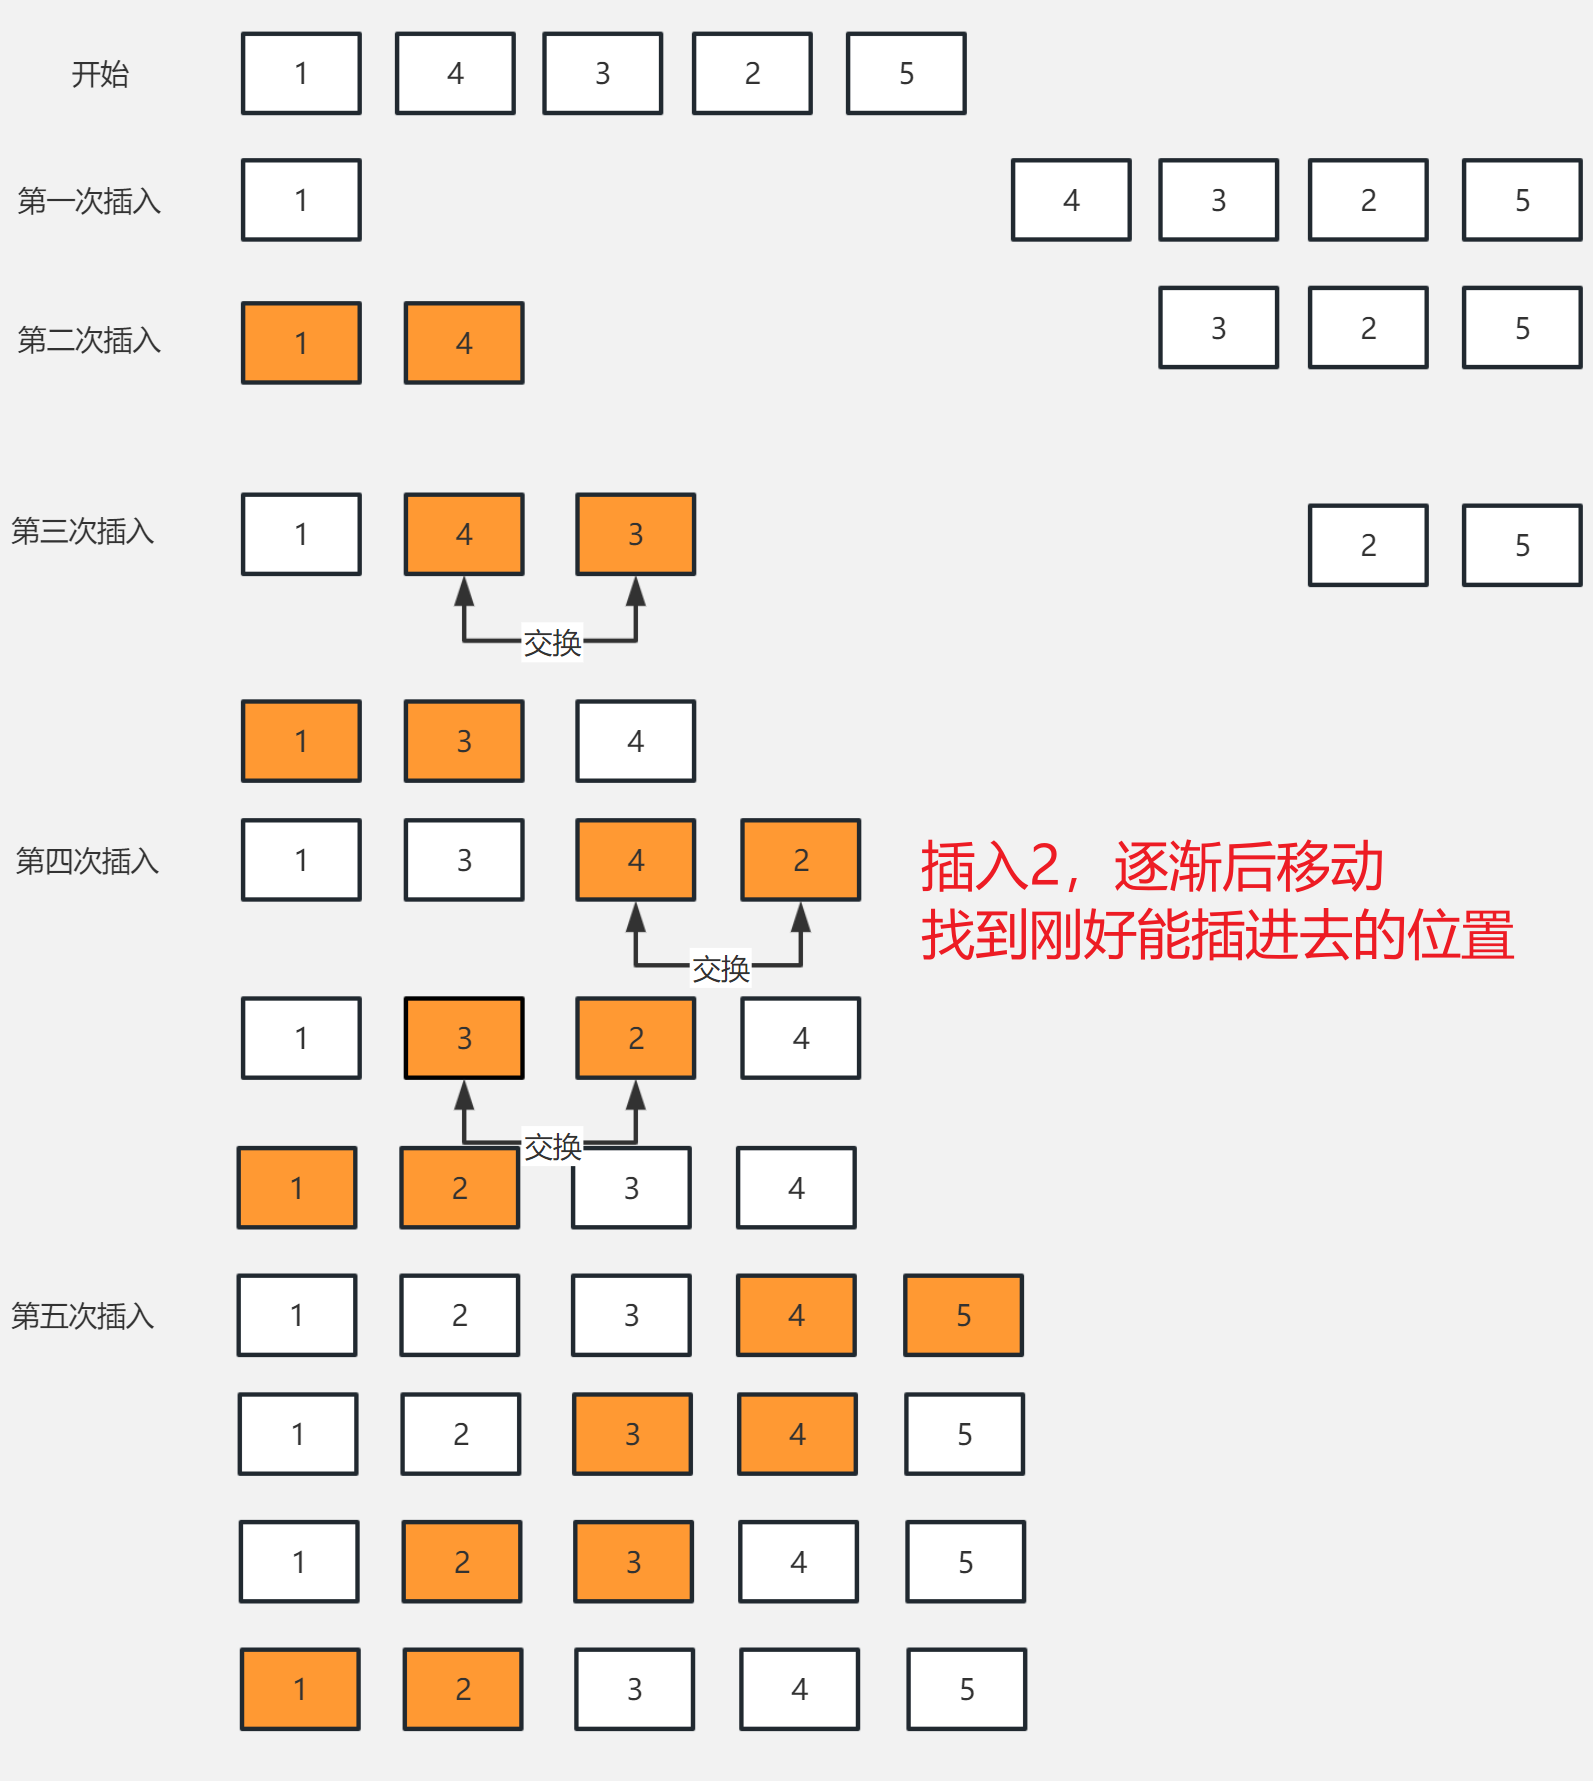 开始 1 4 3 2 5
第一次插入 1 4 3 2 5
第二次插入 1 4 3 2 5
第三次插入 1 4 3 2 5
交换
1 3 4
第四次插入 1 3 4 2
插入2，逐渐后移动
找到刚好能插进去的位置
交换
1 3 2 4
交换
1 2 3 4
第五次插入 1 2 3 4 5
1 2 3 4 5
1 2 3 4 5
1 2 3 4 5